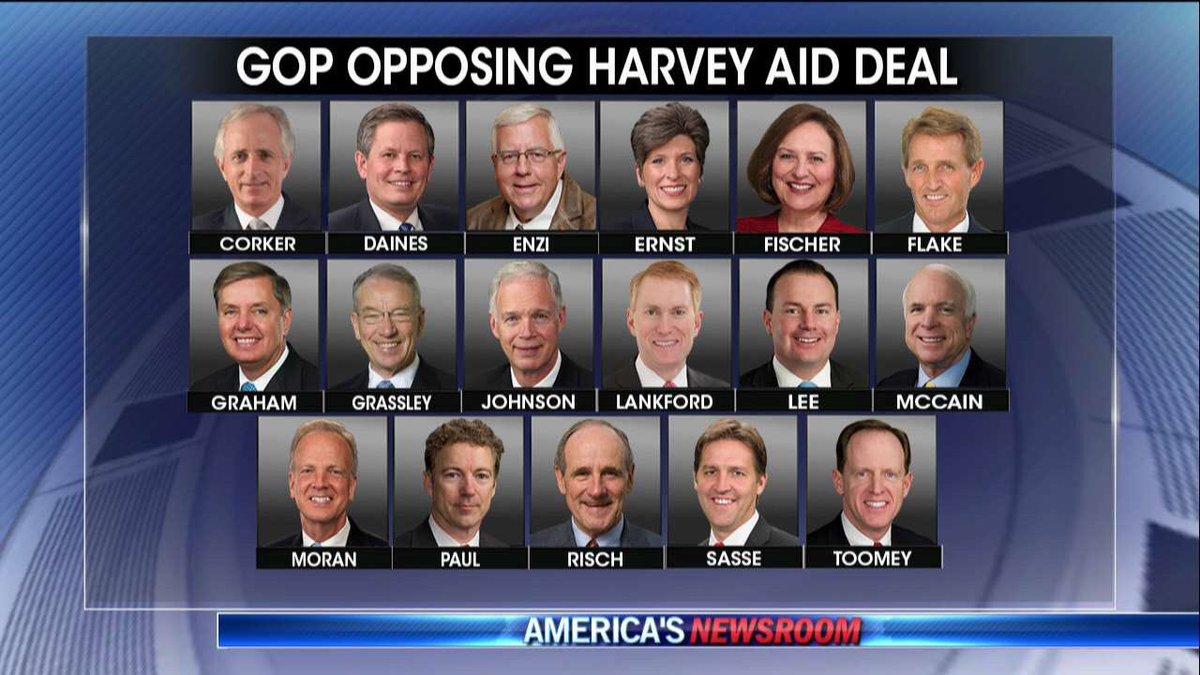 GOP OPPOSING HARVEY AID DEAL
CORKER DAINES ENZI ERNST FISCHER FLAKE
GRAHAM GRASSLEY JOHNSON LANKFORD LEE MCCAIN
MORAN PAUL RISCH SASSE TOOMEY
AMERICA'S NEWSROOM